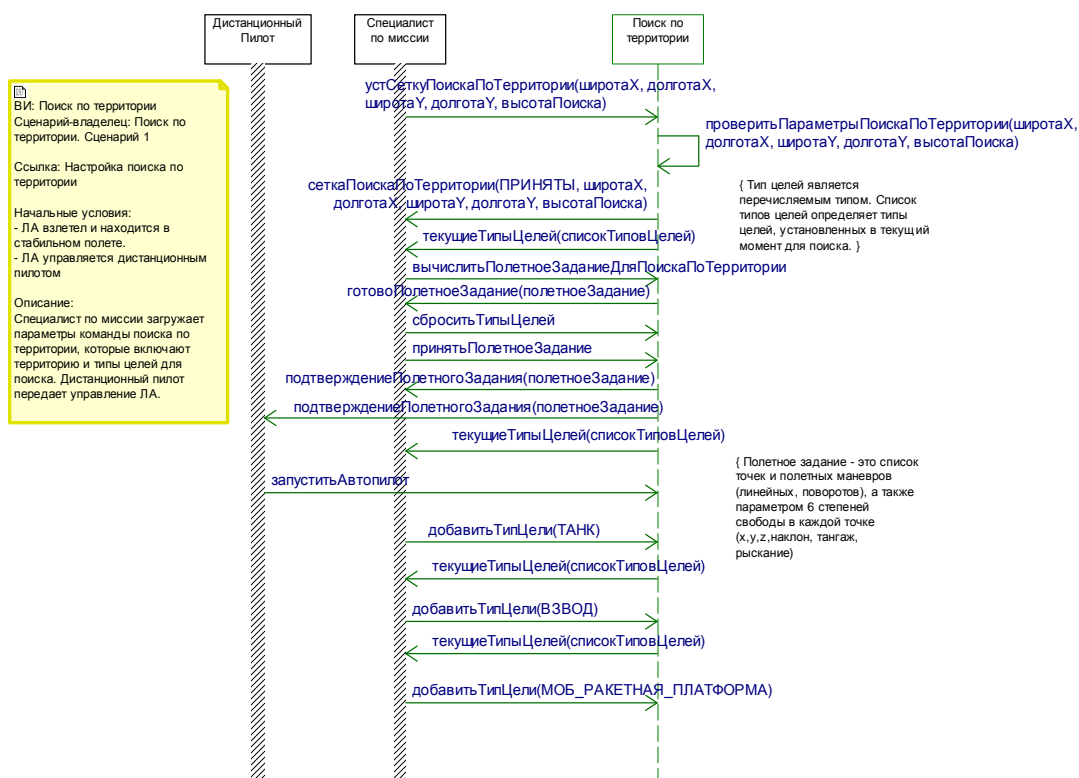 Дистанционный
Пилот
Специалист
по миссии
Поиск по
территории
ВИ: Поиск по территории
Сценарий-владелец: Поиск по
территории. Сценарий 1
Ссылка: Настройка поиска по
территории
Начальные условия:
- ЛА взлетел и находится в
стабильном полете.
- ЛА управляется дистанционным
пилотом
Описание:
Специалист по миссии загружает
параметры команды поиска по
территории, которые включают
территорию и типы целей для
поиска. Дистанционный пилот
передает управление ЛА.
устСеткуПоискаПоТерритории(широтаX, долготаX,
широтаY, долготаY, высотаПоиска)
проверитьПараметрыПоискаПоТерритории(широтаX,
долготаX, широтаY, долготаY, высотаПоиска)
сеткаПоискаПоТерритории(ПРИНЯТЫ, широтаX,
долготаX, широтаY, долготаY, высотаПоиска)
{ Тип целей является
перечисляемым типом. Список
типов целей определяет типы
целей, установленных в текущий
момент для поиска. }
текущиеТипыЦелей(списокТиповЦелей)
вычислитьПолетноеЗаданиеДляПоискаПоТерритории
готовоПолетноеЗадание(полетноеЗадание)
сброситьТипыЦелей
принятьПолетноеЗадание
подтверждениеПолетногоЗадания(полетноеЗадание)
подтверждениеПолетногоЗадания(полетноеЗадание)
текущиеТипыЦелей(списокТиповЦелей)
{ Полетное задание - это список
точек и полетных маневров
(линейных, поворотов), а также
параметром 6 степеней
свободы в каждой точке
(x,y,z,наклон, тангаж,
рыскание)
запуститьАвтопилот
добавитьТипЦели(ТАНК)
текущиеТипыЦелей(списокТиповЦелей)
добавитьТипЦели(ВЗВОД)
текущиеТипыЦелей(списокТиповЦелей)
добавитьТипЦели(МОБ_РАКЕТНАЯ_ПЛАТФОРМА)